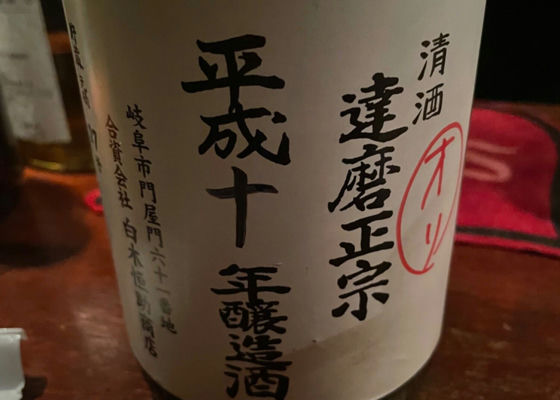 清酒
オリ
達磨正宗
平成十年醸造酒
岐阜市門屋門六十一番地
合資会社 白木恒助商店